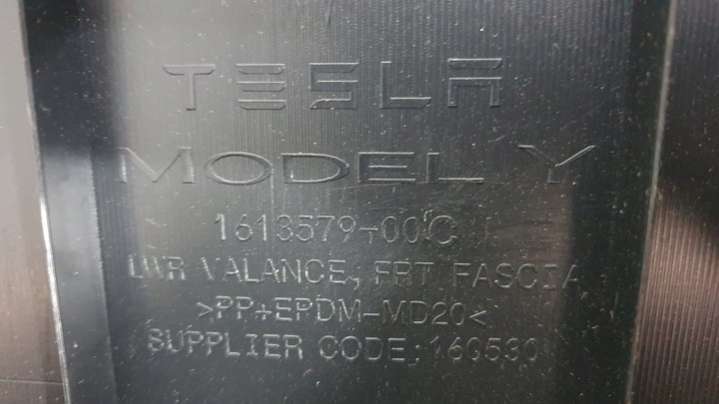 TESLA
MODEL Y
1613579-00 C
LWR VALANCE, FRT FASCIA
>PP+EPDM-MD20<
SUPPLIER CODE: 160530